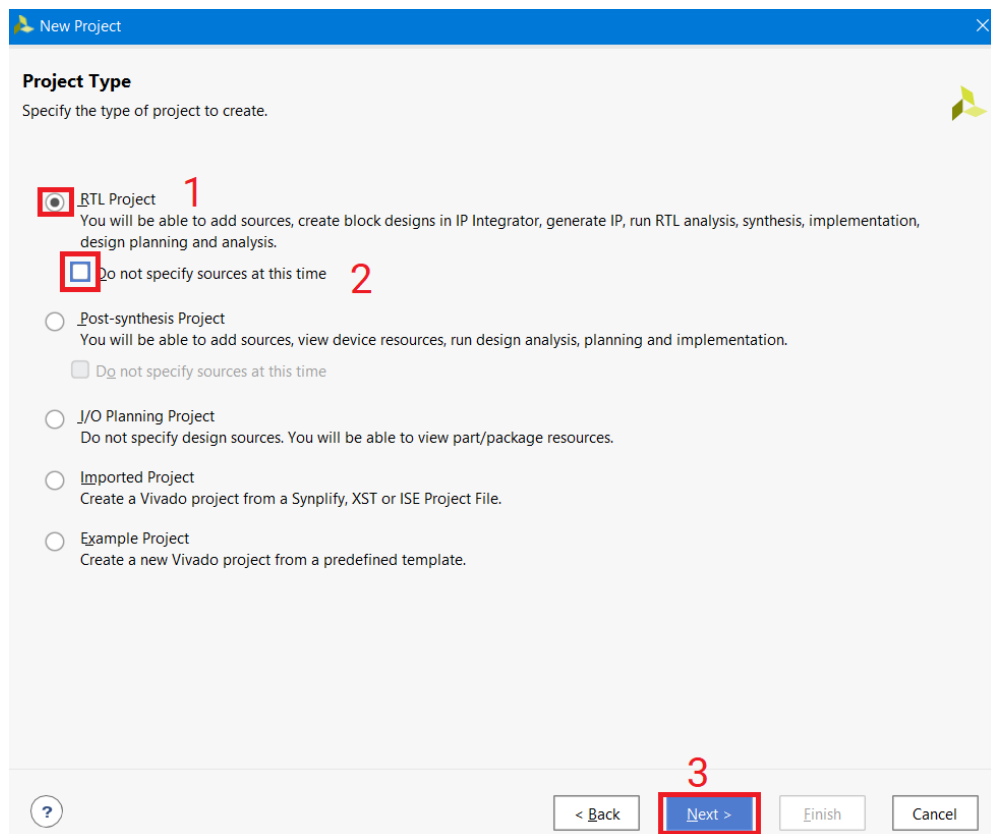 New Project
Project Type
Specify the type of project to create.
RTL Project 1
You will be able to add sources, create block designs in IP Integrator, generate IP, run RTL analysis, synthesis, implementation,
design planning and analysis.
Do not specify sources at this time 2
Post-synthesis Project
You will be able to add sources, view device resources, run design analysis, planning and implementation.
Do not specify sources at this time
I/O Planning Project
Do not specify design sources. You will be able to view part/package resources.
Imported Project
Create a Vivado project from a Synplify, XST or ISE Project File.
Example Project
Create a new Vivado project from a predefined template.
3
? < Back Next > Finish Cancel